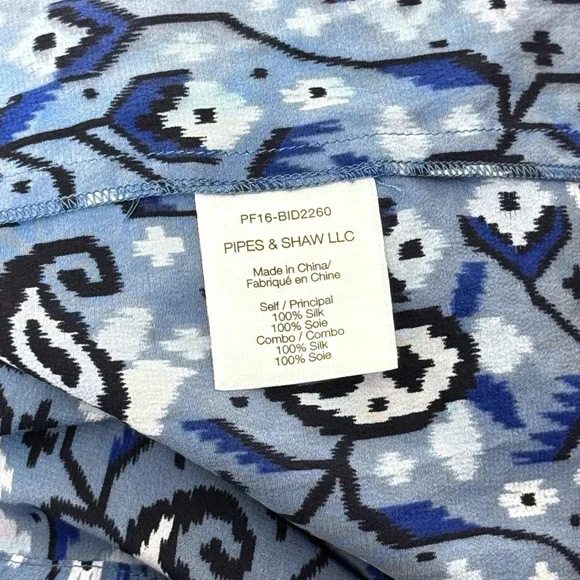 PF16-BID2260
PIPES & SHAW LLC
Made in China/
Fabriqué en Chine
Self / Principal
100% Silk
100% Soie
Combo / Combo
100% Silk
100% Soie